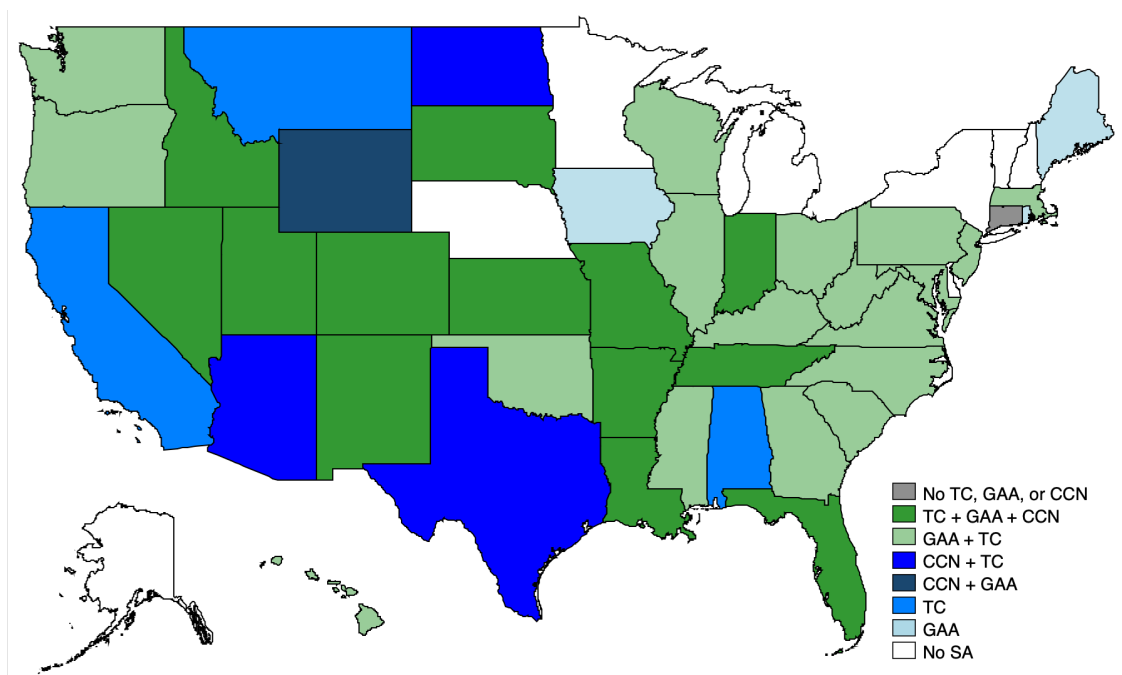 No TC, GAA, or CCN
TC + GAA + CCN
GAA + TC
CCN + TC
CCN + GAA
TC
GAA
No SA